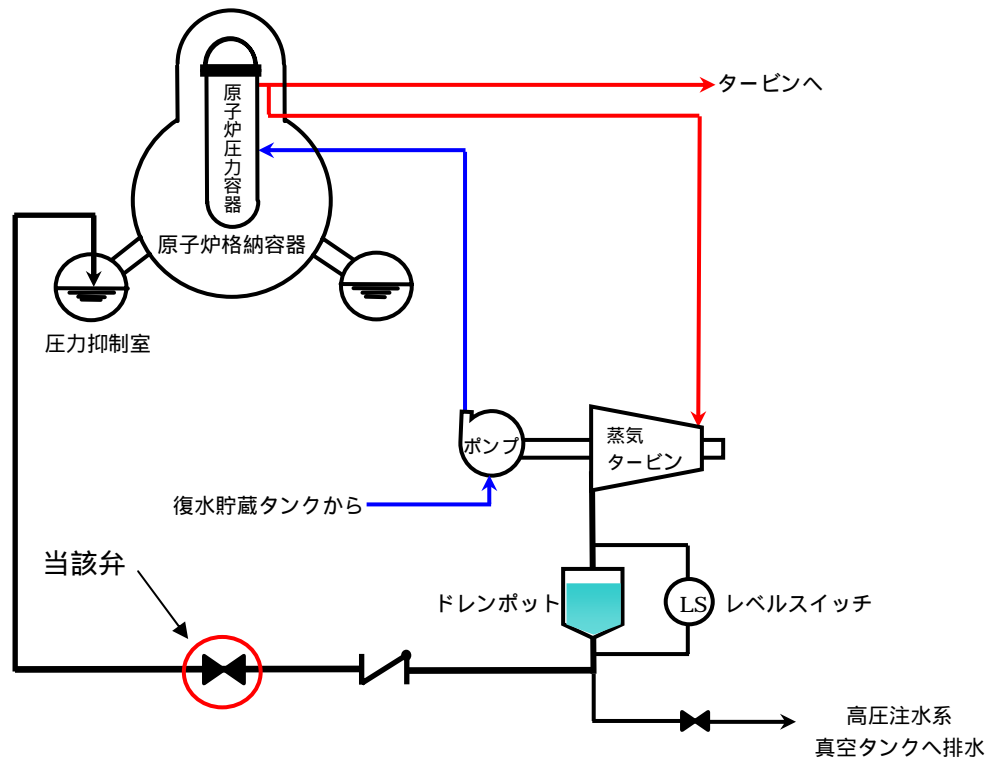 タービンへ
原子炉圧力容器
原子炉格納容器
圧力抑制室
ポンプ
蒸気
タービン
復水貯蔵タンクから
当該弁
ドレンポット
LS
レベルスイッチ
高圧注水系
真空タンクへ排水